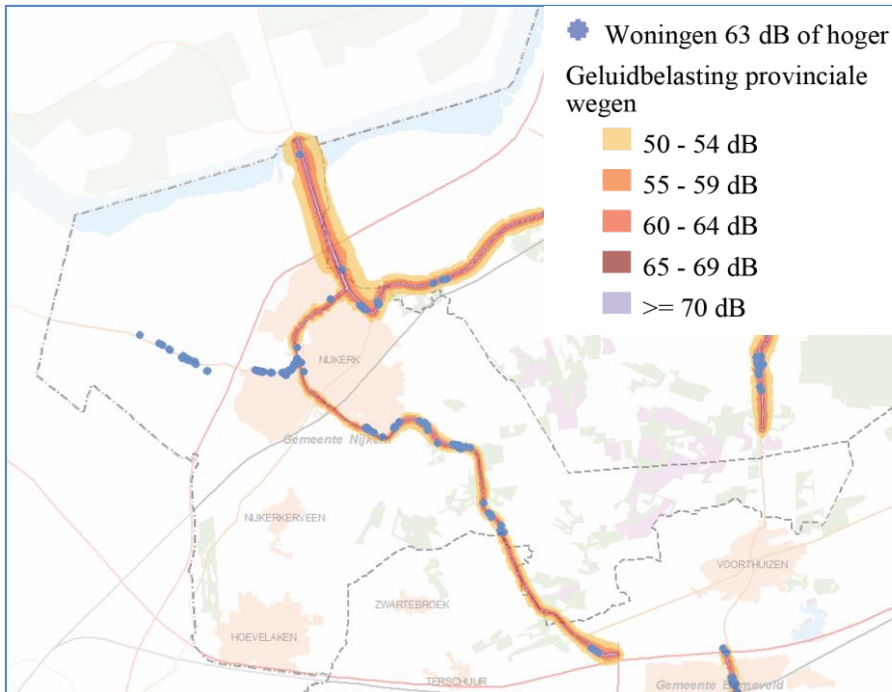 Woningen 63 dB of hoger
Geluidbelasting provinciale
wegen
50 - 54 dB
55 - 59 dB
60 - 64 dB
65 - 69 dB
>= 70 dB
NIJKERK
Gemeente Nijkerk
NIJKERKERVEEN
VOORTHUIZEN
ZWARTEBROEK
HOEVELAKEN
TERSCHUUR
Gemeente Barneveld